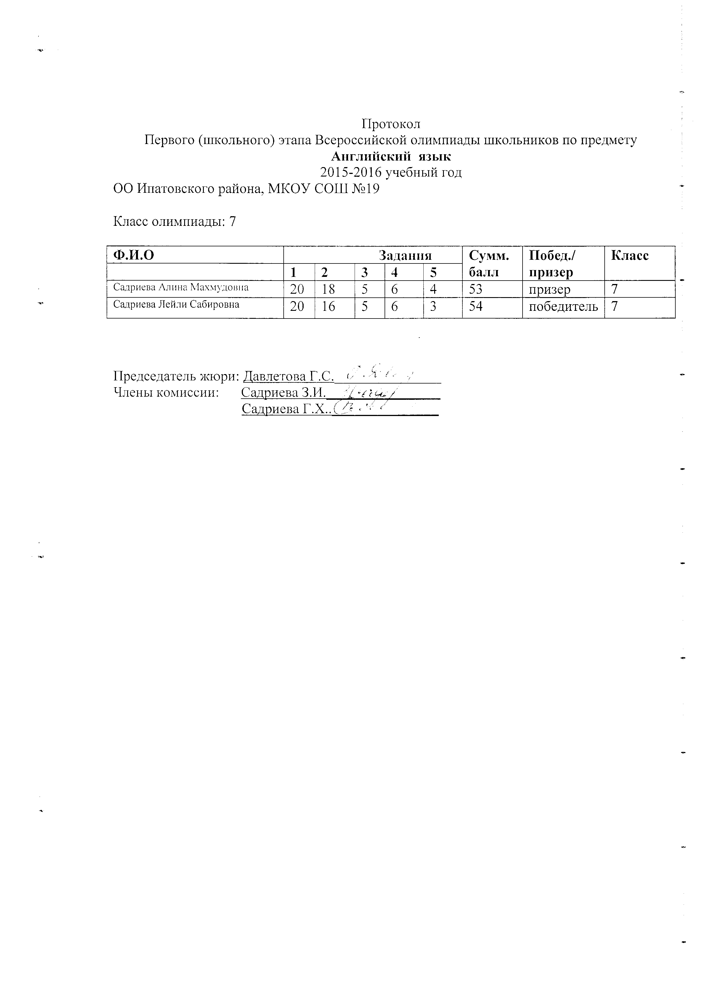 Протокол
Первого (школьного) этапа Всероссийской олимпиады школьников по предмету
Английский язык
2015-2016 учебный год
ОО Ипатовского района, МКОУ СОШ №19
Класс олимпиады: 7
Ф.И.О Задания Сумм. балл Побед./ призер Класс
1 2 3 4 5
Садриева Алина Махмудовна 20 18 5 6 4 53 призер 7
Садриева Лейли Сабировна 20 16 5 6 3 54 победитель 7
Председатель жюри: Давлетова Г.С.
Члены комиссии: Садриева З.И.
Садриева Г.Х..